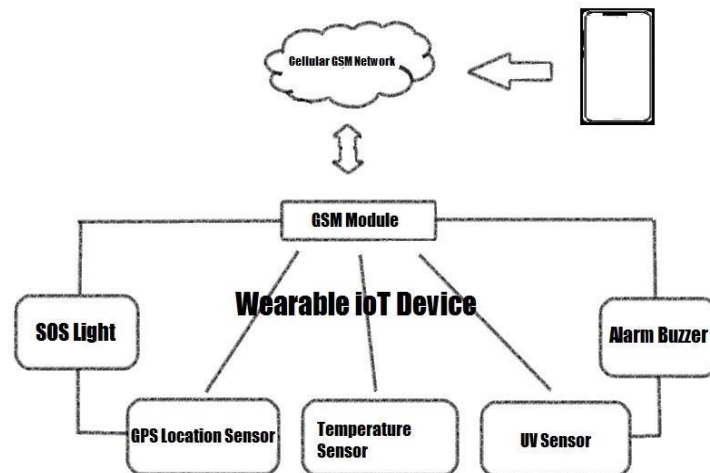 Cellular GSM Network
GSM Module
Wearable ioT Device
SOS Light
Alarm Buzzer
GPS Location Sensor
Temperature
Sensor
UV Sensor